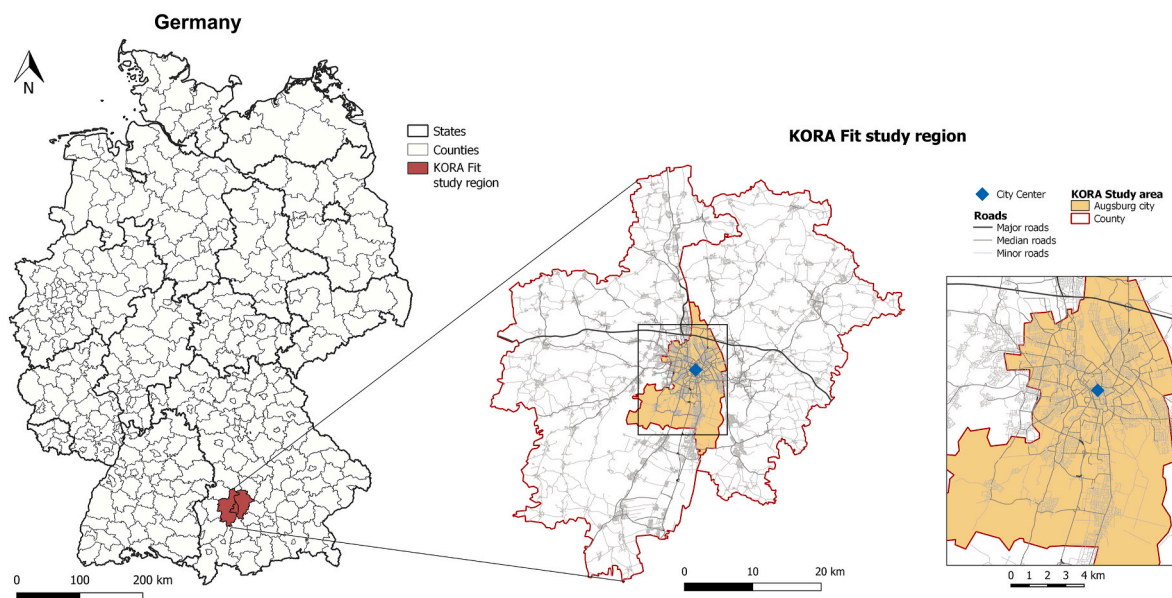 Germany
N
States
Counties
KORA Fit
study region
0 100 200 km
KORA Fit study region
City Center
Roads
Major roads
Median roads
Minor roads
KORA Study area
Augsburg city
County
0 10 20 km
0 1 2 3 4 km